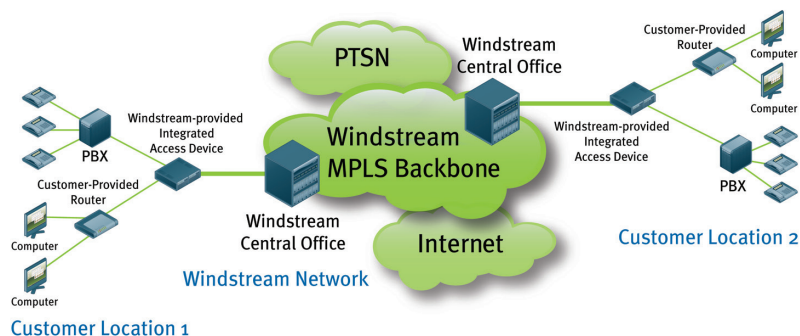 PTSN
Windstream
Central Office
Windstream
MPLS Backbone
Internet
Windstream
Central Office
Windstream Network
Windstream-provided
Integrated
Access Device
PBX
Customer-Provided
Router
Computer
Computer
Customer Location 1
Customer-Provided
Router
Computer
Computer
Windstream-provided
Integrated
Access Device
PBX
Customer Location 2